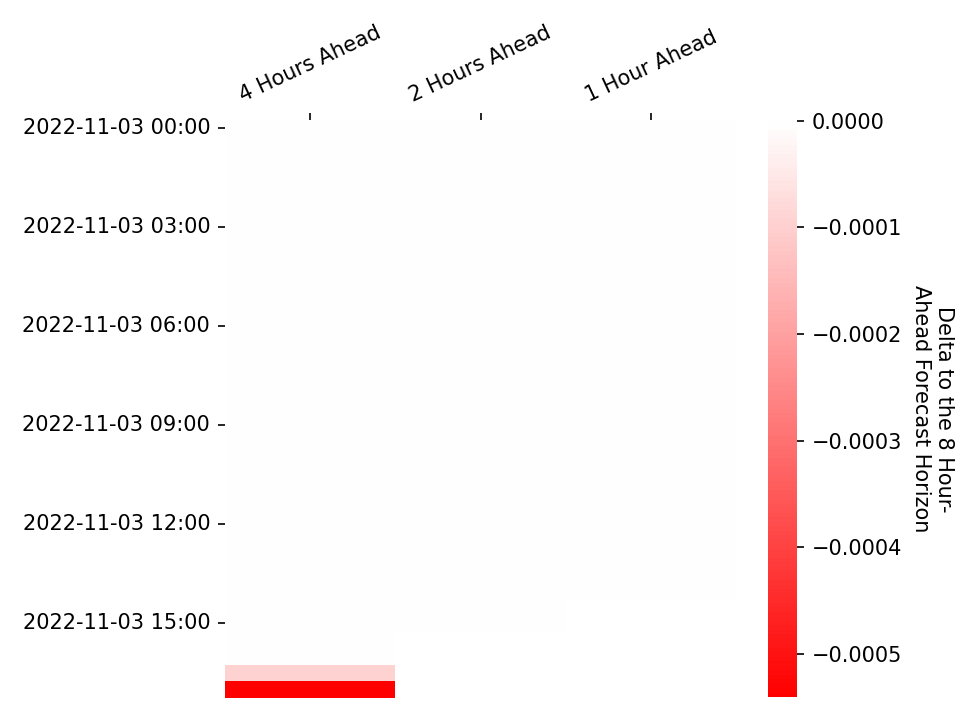 4 Hours Ahead
2 Hours Ahead
1 Hour Ahead
2022-11-03 00:00
2022-11-03 03:00
2022-11-03 06:00
2022-11-03 09:00
2022-11-03 12:00
2022-11-03 15:00
0.0000
−0.0001
−0.0002
−0.0003
−0.0004
−0.0005
Delta to the 8 Hour-
Ahead Forecast Horizon